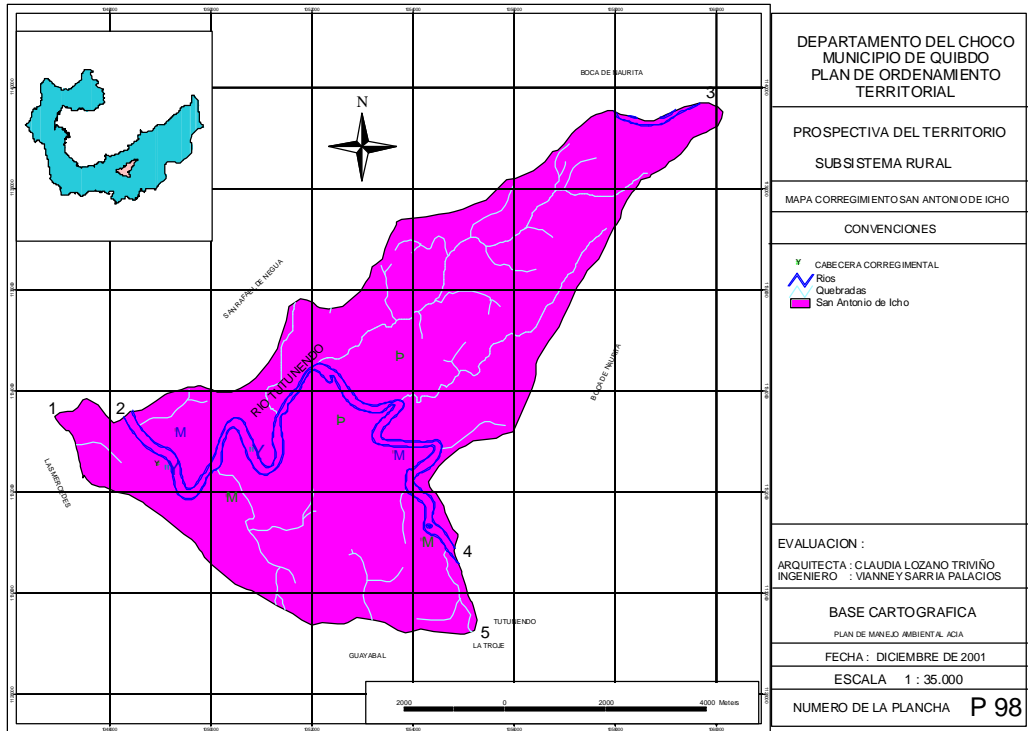 BOCA DE NAURITA
3
N
SAN RAFAEL DE NEGUA
RIO TUTUNENDO
BOCA DE NAURITA
1
2
M
M
M
M
Y
Þ
Þ
LAS MERCEDES
4
5
TUTUNENDO
LA TROJE
GUAYABAL
2000 0 2000 4000 Meters
DEPARTAMENTO DEL CHOCO
MUNICIPIO DE QUIBDO
PLAN DE ORDENAMIENTO
TERRITORIAL
PROSPECTIVA DEL TERRITORIO
SUBSISTEMA RURAL
MAPA CORREGIMIENTO SAN ANTONIO DE ICHO
CONVENCIONES
Y CABECERA CORREGIMENTAL
Rios
Quebradas
San Antonio de Icho
EVALUACION :
ARQUITECTA : CLAUDIA LOZANO TRIVIÑO
INGENIERO : VIANNEY SARRIA PALACIOS
BASE CARTOGRAFICA
PLAN DE MANEJO AMBIENTAL ACIA
FECHA : DICIEMBRE DE 2001
ESCALA 1 : 35.000
NUMERO DE LA PLANCHA P 98